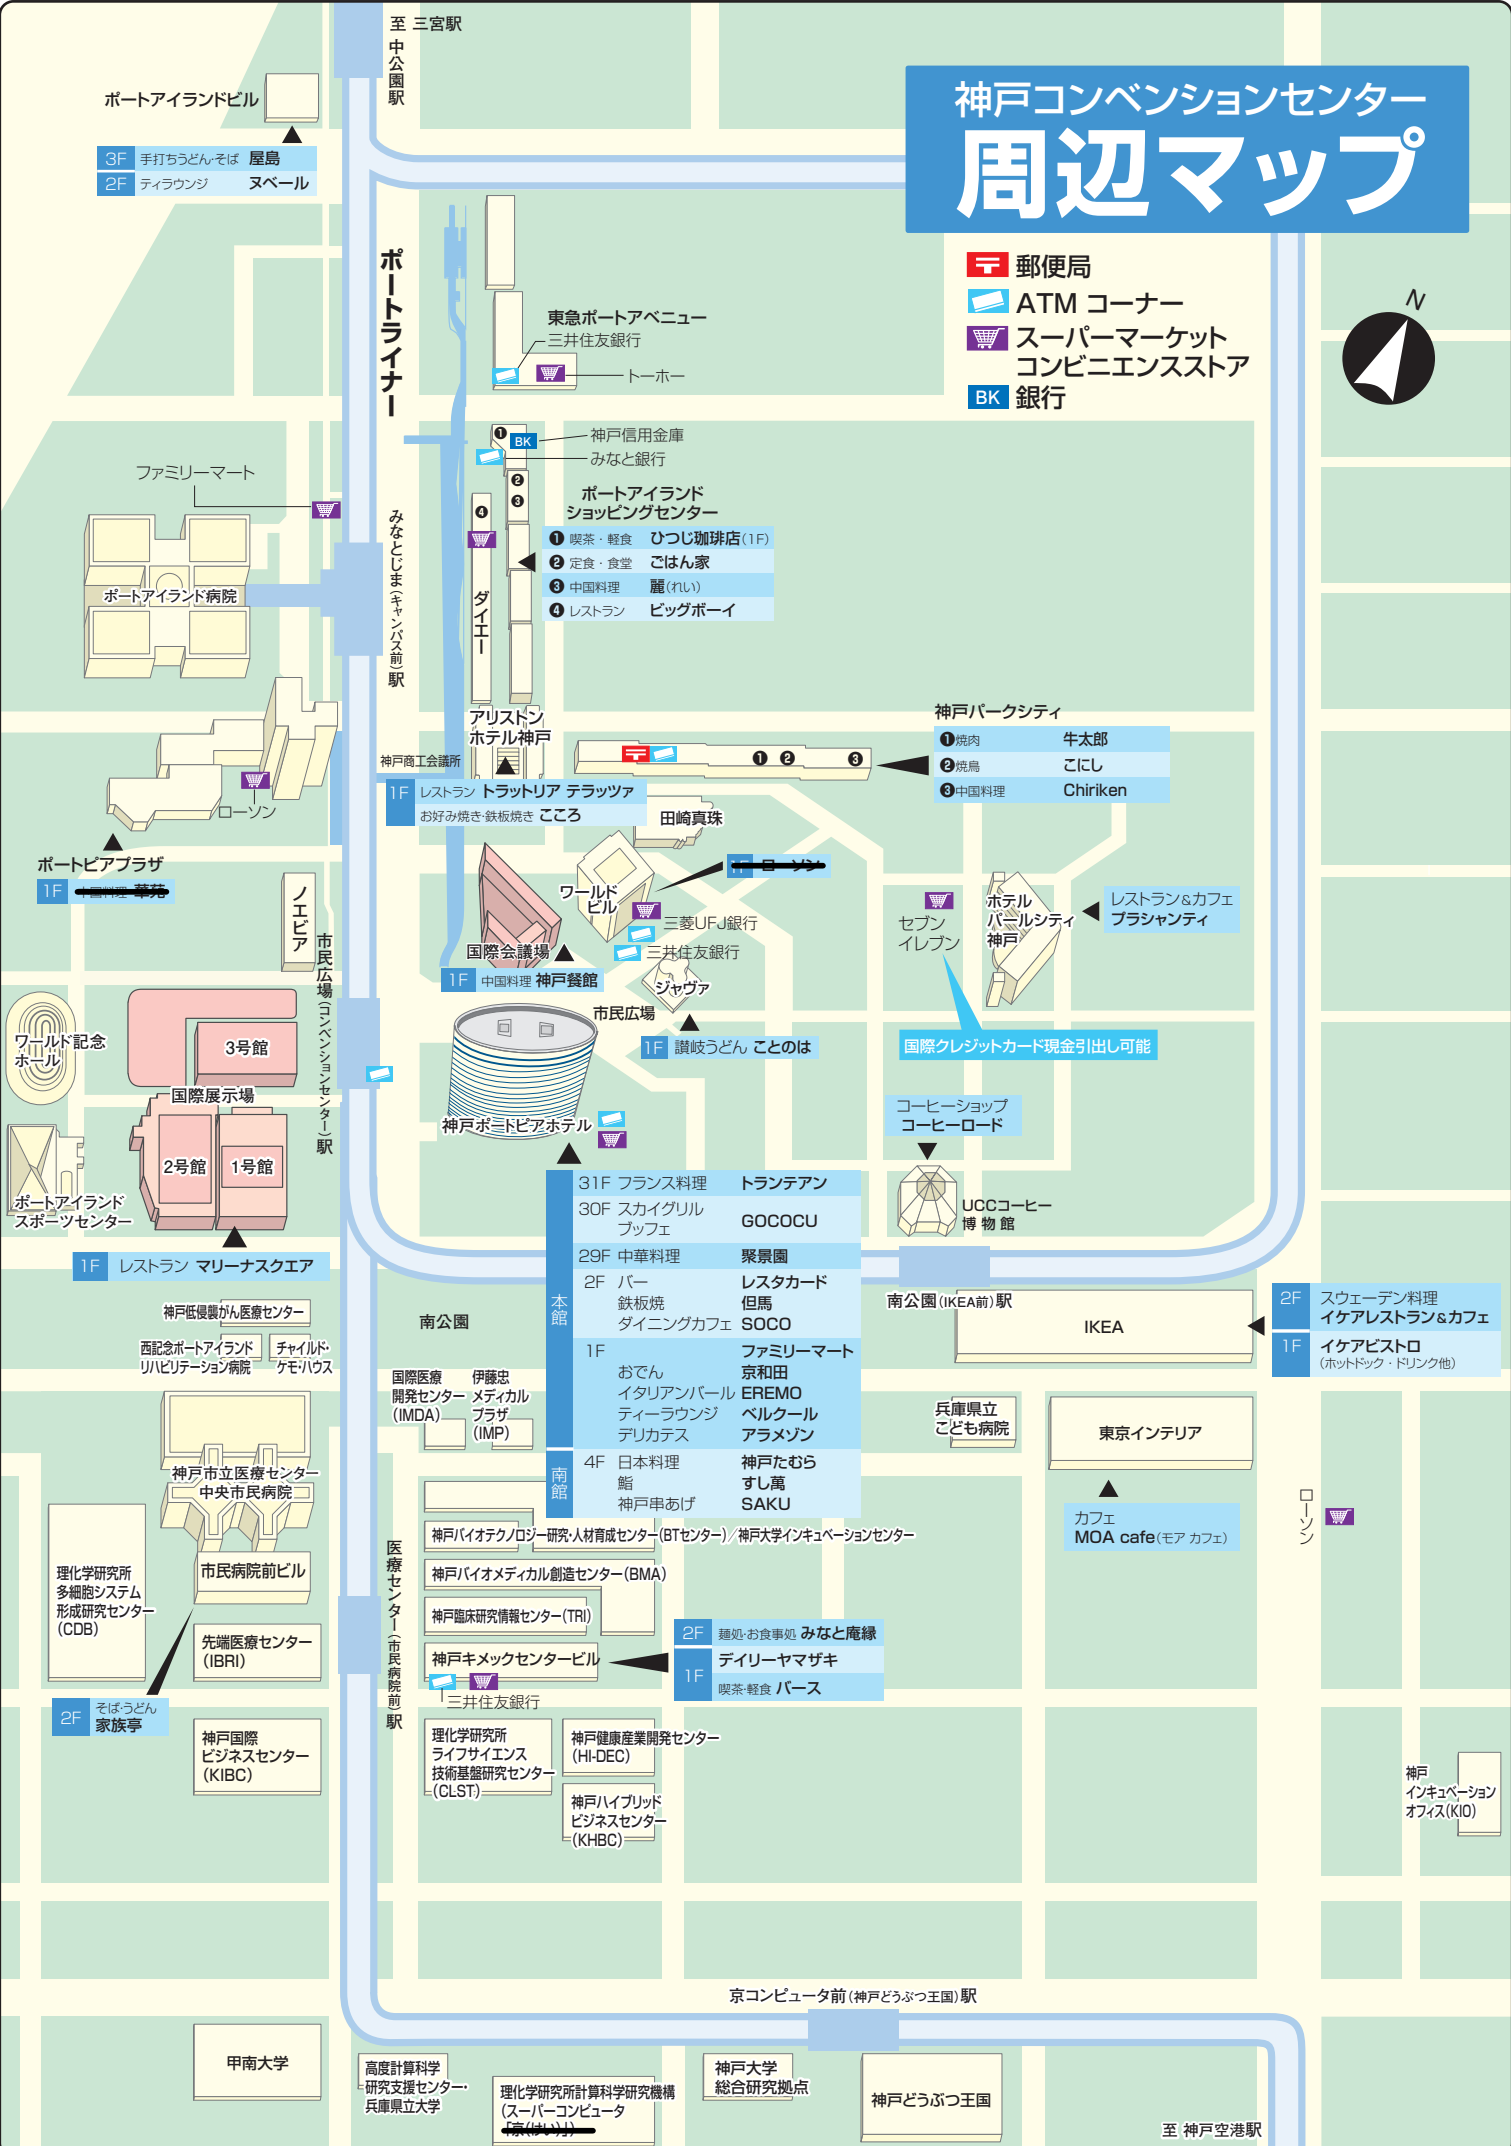 至 三宮駅
中公園駅
神戸コンベンションセンター
周辺マップ
ポートアイランドビル
3F 手打ちうどん・そば 屋島
2F ティラウンジ ヌベール
郵便局
ATM コーナー
スーパーマーケット
コンビニエンスストア
BK 銀行
N
ポートライナー
東急ポートアベニュー
三井住友銀行
トーホー
❶
BK
神戸信用金庫
みなと銀行
❷
❸
❹
ダイエー
ファミリーマート
ポートアイランド病院
みなとじま(キャンパス前)駅
ポートアイランド
ショッピングセンター
❶ 喫茶・軽食 ひつじ珈琲店(1F)
❷ 定食・食堂 ごはん家
❸ 中国料理 麗(れい)
❹ レストラン ビッグボーイ
アリストン
ホテル神戸
神戸商工会議所
1F レストラン トラットリア テラッツァ
お好み焼き・鉄板焼き こころ
❶ ❷ ❸
神戸パークシティ
❶焼肉 牛太郎
❷焼鳥 こにし
❸中国料理 Chiriken
ローソン
ポートピアプラザ
1F 中国料理 華苑
田崎真珠
1F ローソン
ワールド
ビル
三菱UFJ銀行
三井住友銀行
ノエビア
市民広場(コンベンションセンター)駅
国際会議場
1F 中国料理 神戸餐館
ジャヴァ
市民広場
1F 讃岐うどん ことのは
セブン
イレブン
国際クレジットカード現金引出し可能
ホテル
パールシティ
神戸
レストラン&カフェ
プラシャンティ
ワールド記念
ホール
3号館
国際展示場
2号館
1号館
ポートアイランド
スポーツセンター
1F レストラン マリーナスクエア
神戸ポートピアホテル
コーヒーショップ
コーヒーロード
UCCコーヒー
博物館
本館
31F フランス料理 トランテアン
30F スカイグリル
ブッフェ GOCOCU
29F 中華料理 聚景園
2F バー レスタカード
鉄板焼 但馬
ダイニングカフェ SOCO
1F ファミリーマート
おでん 京和田
イタリアンバール EREMO
ティーラウンジ ベルクール
デリカテス アラメゾン
南館
4F 日本料理 神戸たむら
鮨 すし萬
神戸串あげ SAKU
南公園(IKEA前)駅
IKEA
2F スウェーデン料理
イケアレストラン&カフェ
1F イケアビストロ
(ホットドック・ドリンク他)
神戸低侵襲がん医療センター
西記念ポートアイランド
リハビリテーション病院
チャイルド・
ケモ・ハウス
南公園
国際医療
開発センター
(IMDA)
伊藤忠
メディカル
プラザ
(IMP)
兵庫県立
こども病院
東京インテリア
カフェ
MOA cafe(モア カフェ)
ローソン
神戸市立医療センター
中央市民病院
市民病院前ビル
理化学研究所
多細胞システム
形成研究センター
(CDB)
先端医療センター
(IBRI)
2F そば・うどん
家族亭
神戸国際
ビジネスセンター
(KIBC)
医療センター(市民病院前)駅
神戸バイオテクノロジー研究・人材育成センター(BTセンター)/神戸大学インキュベーションセンター
神戸バイオメディカル創造センター(BMA)
神戸臨床研究情報センター(TRI)
神戸キメックセンタービル
三井住友銀行
2F 麺処・お食事処 みなと庵縁
1F デイリーヤマザキ
喫茶・軽食 バース
理化学研究所
ライフサイエンス
技術基盤研究センター
(CLST)
神戸健康産業開発センター
(HI-DEC)
神戸ハイブリッド
ビジネスセンター
(KHBC)
神戸
インキュベーション
オフィス(KIO)
京コンピュータ前(神戸どうぶつ王国)駅
甲南大学
高度計算科学
研究支援センター・
兵庫県立大学
理化学研究所計算科学研究機構
(スーパーコンピュータ
「京(けい)」)
神戸大学
総合研究拠点
神戸どうぶつ王国
至 神戸空港駅